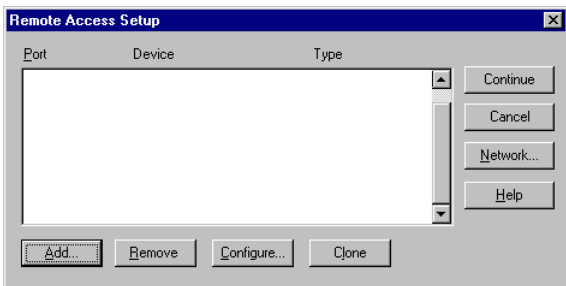 Remote Access Setup
Port Device Type
Continue
Cancel
Network...
Help
Add... Remove Configure... Clone